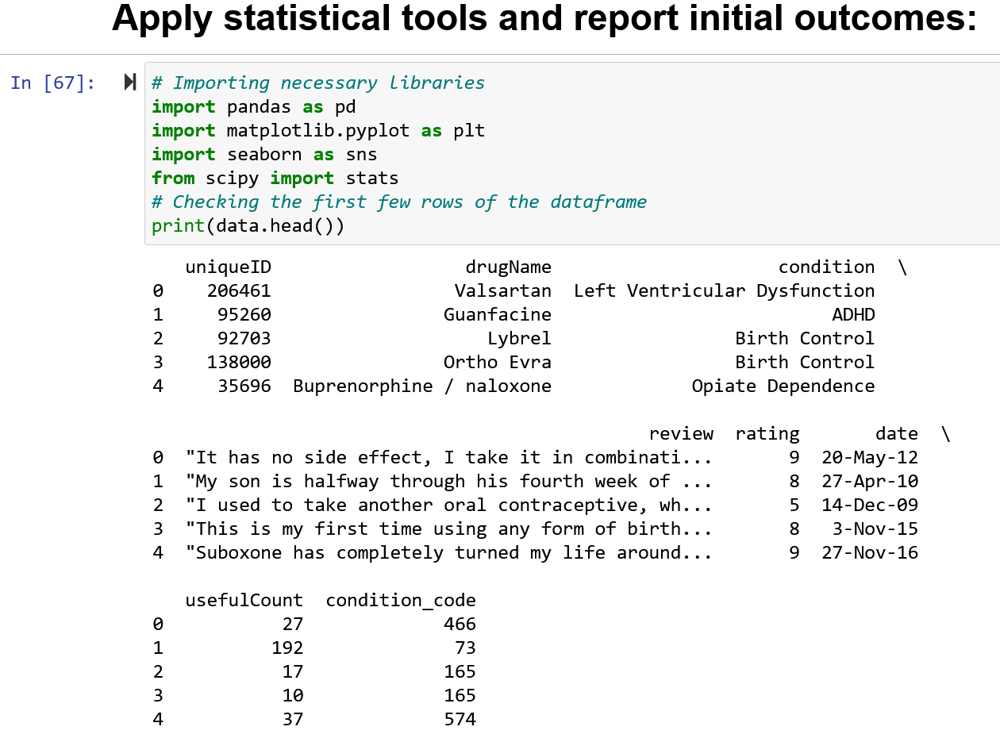 Apply statistical tools and report initial outcomes:
In [67]:
# Importing necessary libraries
import pandas as pd
import matplotlib.pyplot as plt
import seaborn as sns
from scipy import stats
# Checking the first few rows of the dataframe
print(data.head())
uniqueID drugName condition \
0 206461 Valsartan Left Ventricular Dysfunction
1 95260 Guanfacine ADHD
2 92703 Lybrel Birth Control
3 138000 Ortho Evra Birth Control
4 35696 Buprenorphine / naloxone Opiate Dependence
review rating date \
0 "It has no side effect, I take it in combinati... 9 20-May-12
1 "My son is halfway through his fourth week of ... 8 27-Apr-10
2 "I used to take another oral contraceptive, wh... 5 14-Dec-09
3 "This is my first time using any form of birth... 8 3-Nov-15
4 "Suboxone has completely turned my life around... 9 27-Nov-16
usefulCount condition_code
0 27 466
1 192 73
2 17 165
3 10 165
4 37 574